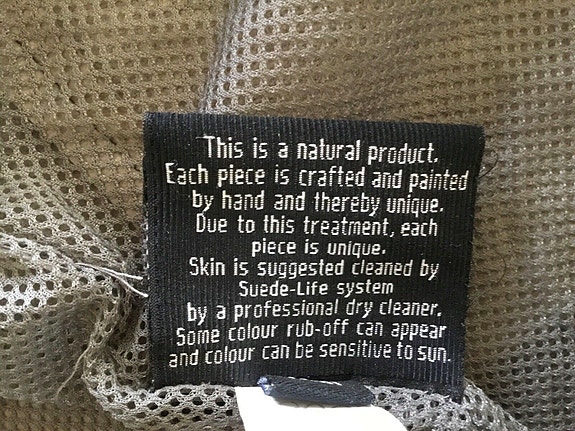 This is a natural product.
Each piece is crafted and painted
by hand and thereby unique.
Due to this treatment, each
piece is unique.
Skin is suggested cleaned by
Suede-Life system
by a professional dry cleaner.
Some colour rub-off can appear
and colour can be sensitive to sun.